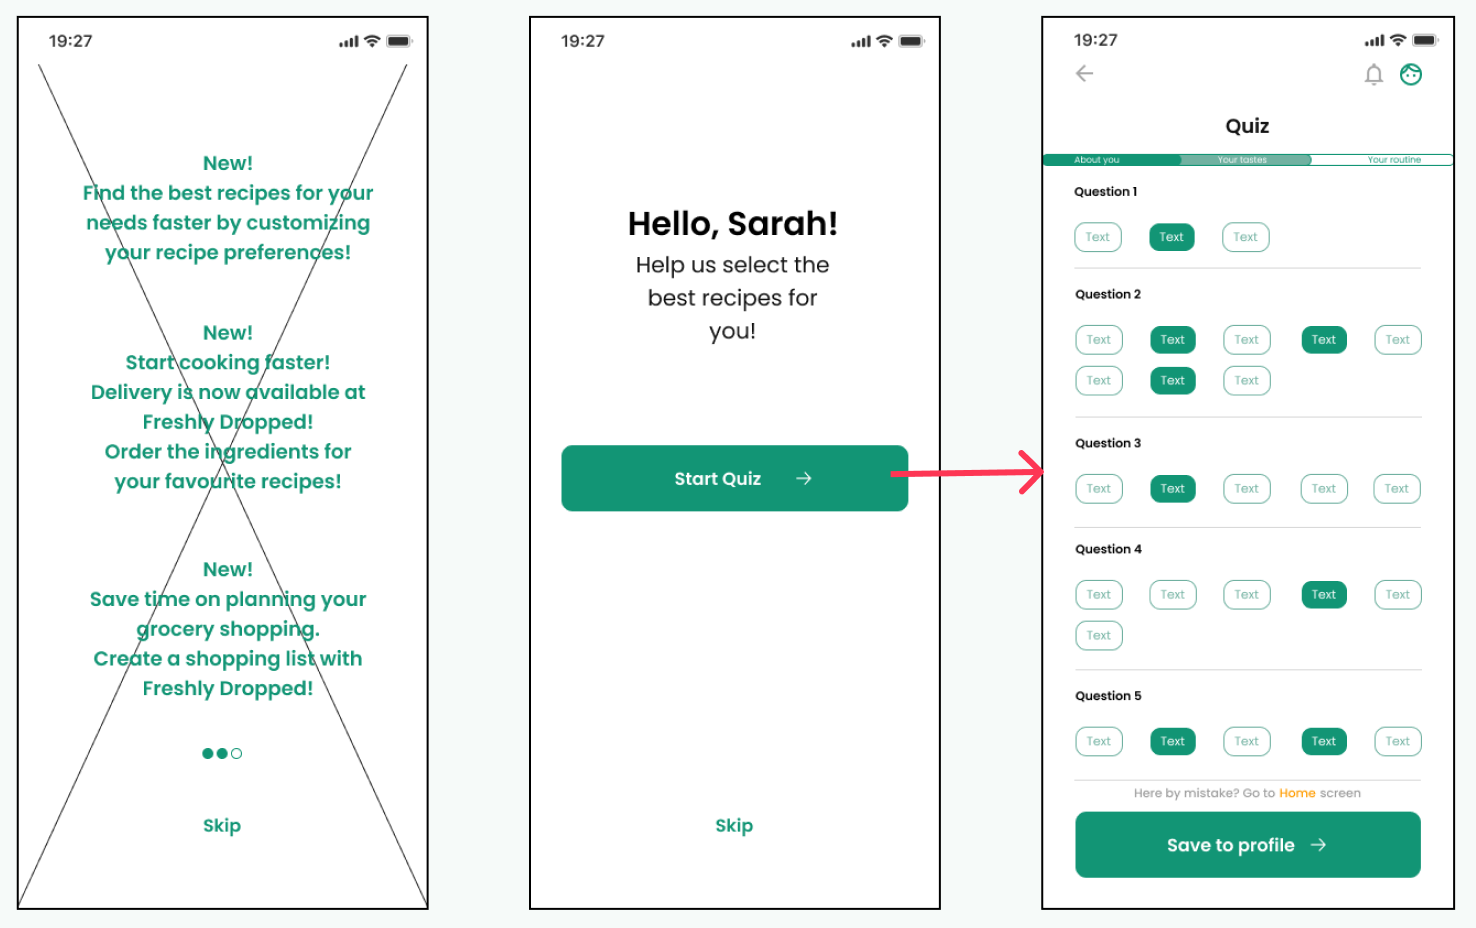 19:27
New!
Find the best recipes for your
needs faster by customizing
your recipe preferences!
New!
Start cooking faster!
Delivery is now available at
Freshly Dropped!
Order the ingredients for
your favourite recipes!
New!
Save time on planning your
grocery shopping.
Create a shopping list with
Freshly Dropped!
Skip
19:27
Hello, Sarah!
Help us select the
best recipes for
you!
Start Quiz
Skip
19:27
Quiz
About you Your tastes Your routine
Question 1
Text Text Text
Question 2
Text Text Text Text Text
Text Text Text
Question 3
Text Text Text Text Text
Question 4
Text Text Text Text Text
Text
Question 5
Text Text Text Text Text
Here by mistake? Go to Home screen
Save to profile